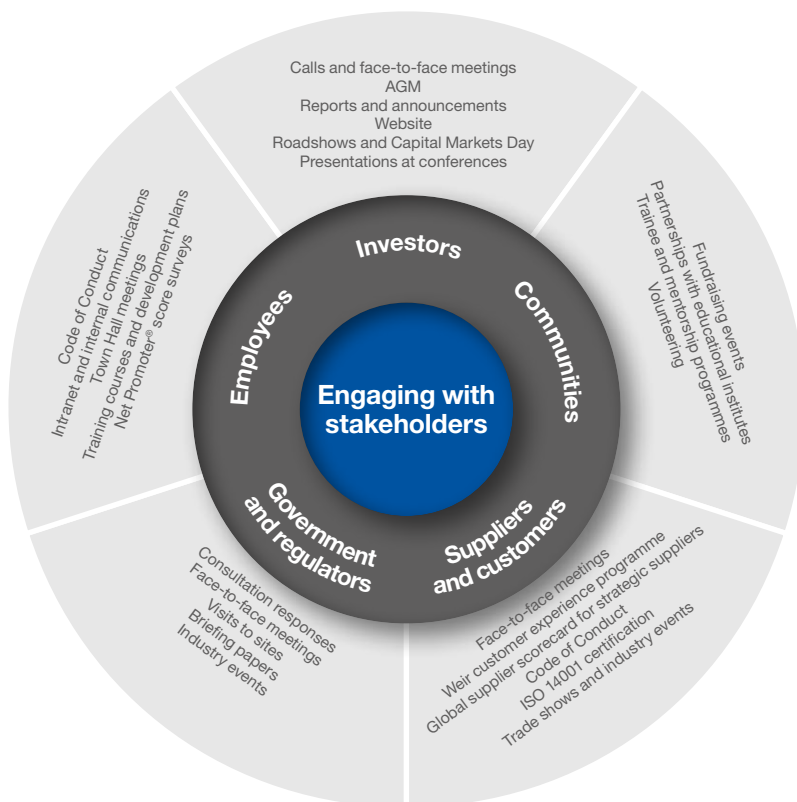 Calls and face-to-face meetings
AGM
Reports and announcements
Website
Roadshows and Capital Markets Day
Presentations at conferences
Investors
Communities
Fundraising events
Partnerships with educational institutes
Trainee and mentorship programmes
Volunteering
Suppliers
and customers
Face-to-face meetings
Weir customer experience programme
Global supplier scorecard for strategic suppliers
Code of Conduct
ISO 14001 certification
Trade shows and industry events
Government
and regulators
Consultation responses
Face-to-face meetings
Visits to sites
Briefing papers
Industry events
Employees
Code of Conduct
Intranet and internal communications
Town Hall meetings
Training courses and development plans
Net Promoter® score surveys
Engaging with
stakeholders